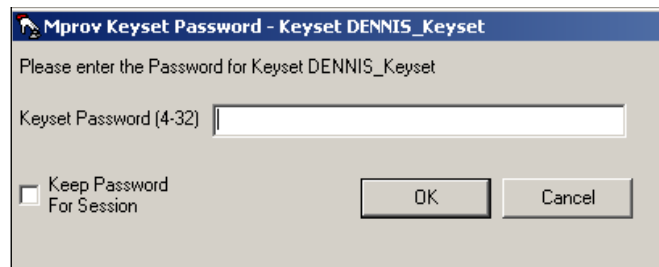 Mprov Keyset Password - Keyset DENNIS_Keyset
Please enter the Password for Keyset DENNIS_Keyset
Keyset Password (4-32)
Keep Password
For Session
OK
Cancel